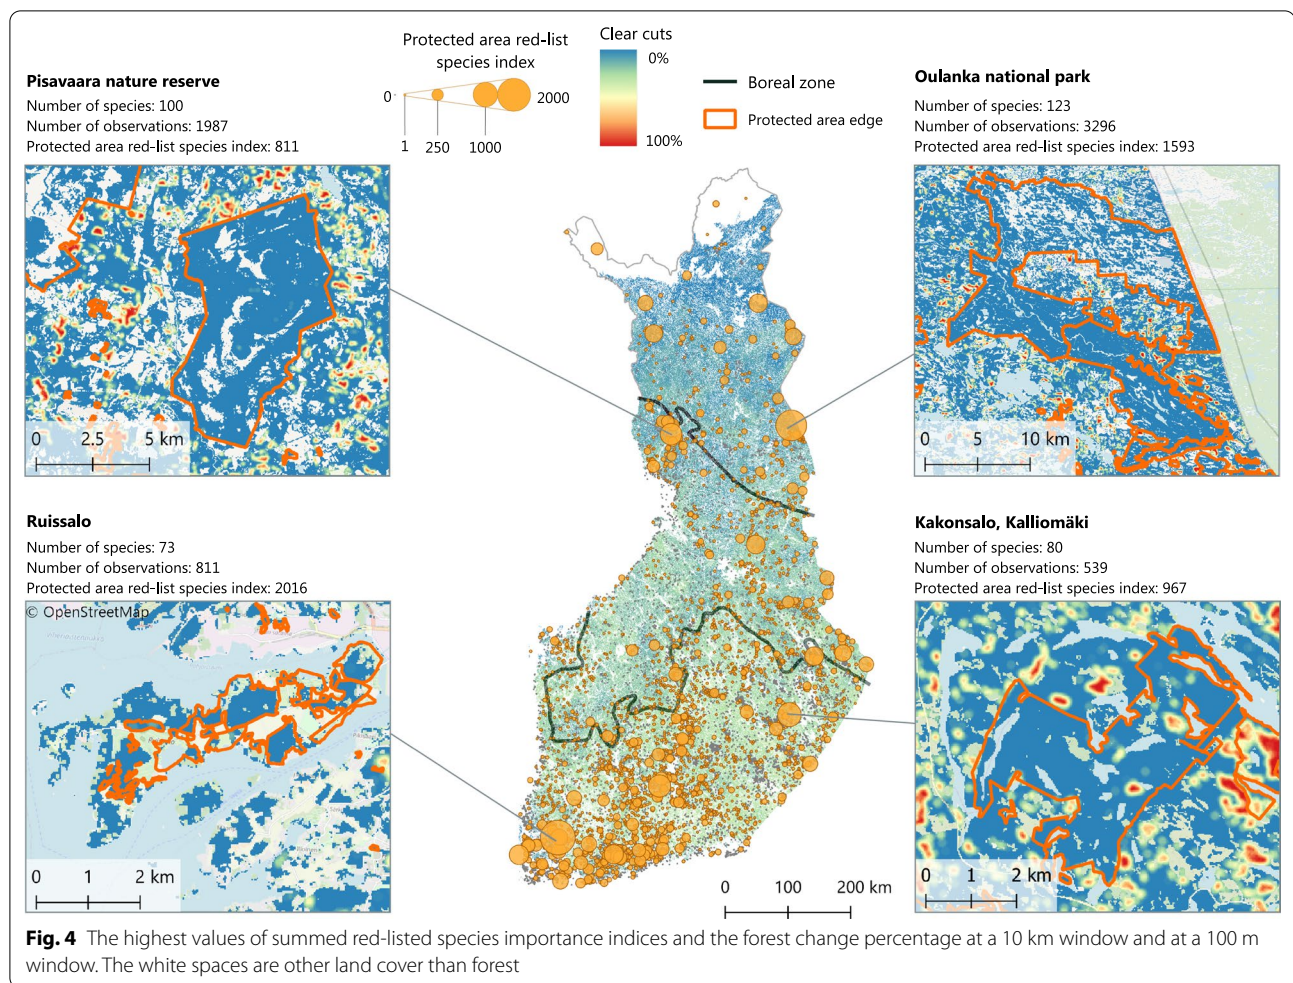 Protected area red-list
species index
0
2000
1
250
1000
Clear cuts
0%
100%
Boreal zone
Protected area edge
Pisavaara nature reserve
Number of species: 100
Number of observations: 1987
Protected area red-list species index: 811
0 2.5 5 km
Oulanka national park
Number of species: 123
Number of observations: 3296
Protected area red-list species index: 1593
0 5 10 km
Ruissalo
Number of species: 73
Number of observations: 811
Protected area red-list species index: 2016
© OpenStreetMap
0 1 2 km
Kakonsalo, Kalliomäki
Number of species: 80
Number of observations: 539
Protected area red-list species index: 967
0 1 2 km
0 100 200 km
Fig. 4 The highest values of summed red-listed species importance indices and the forest change percentage at a 10 km window and at a 100 m
window. The white spaces are other land cover than forest